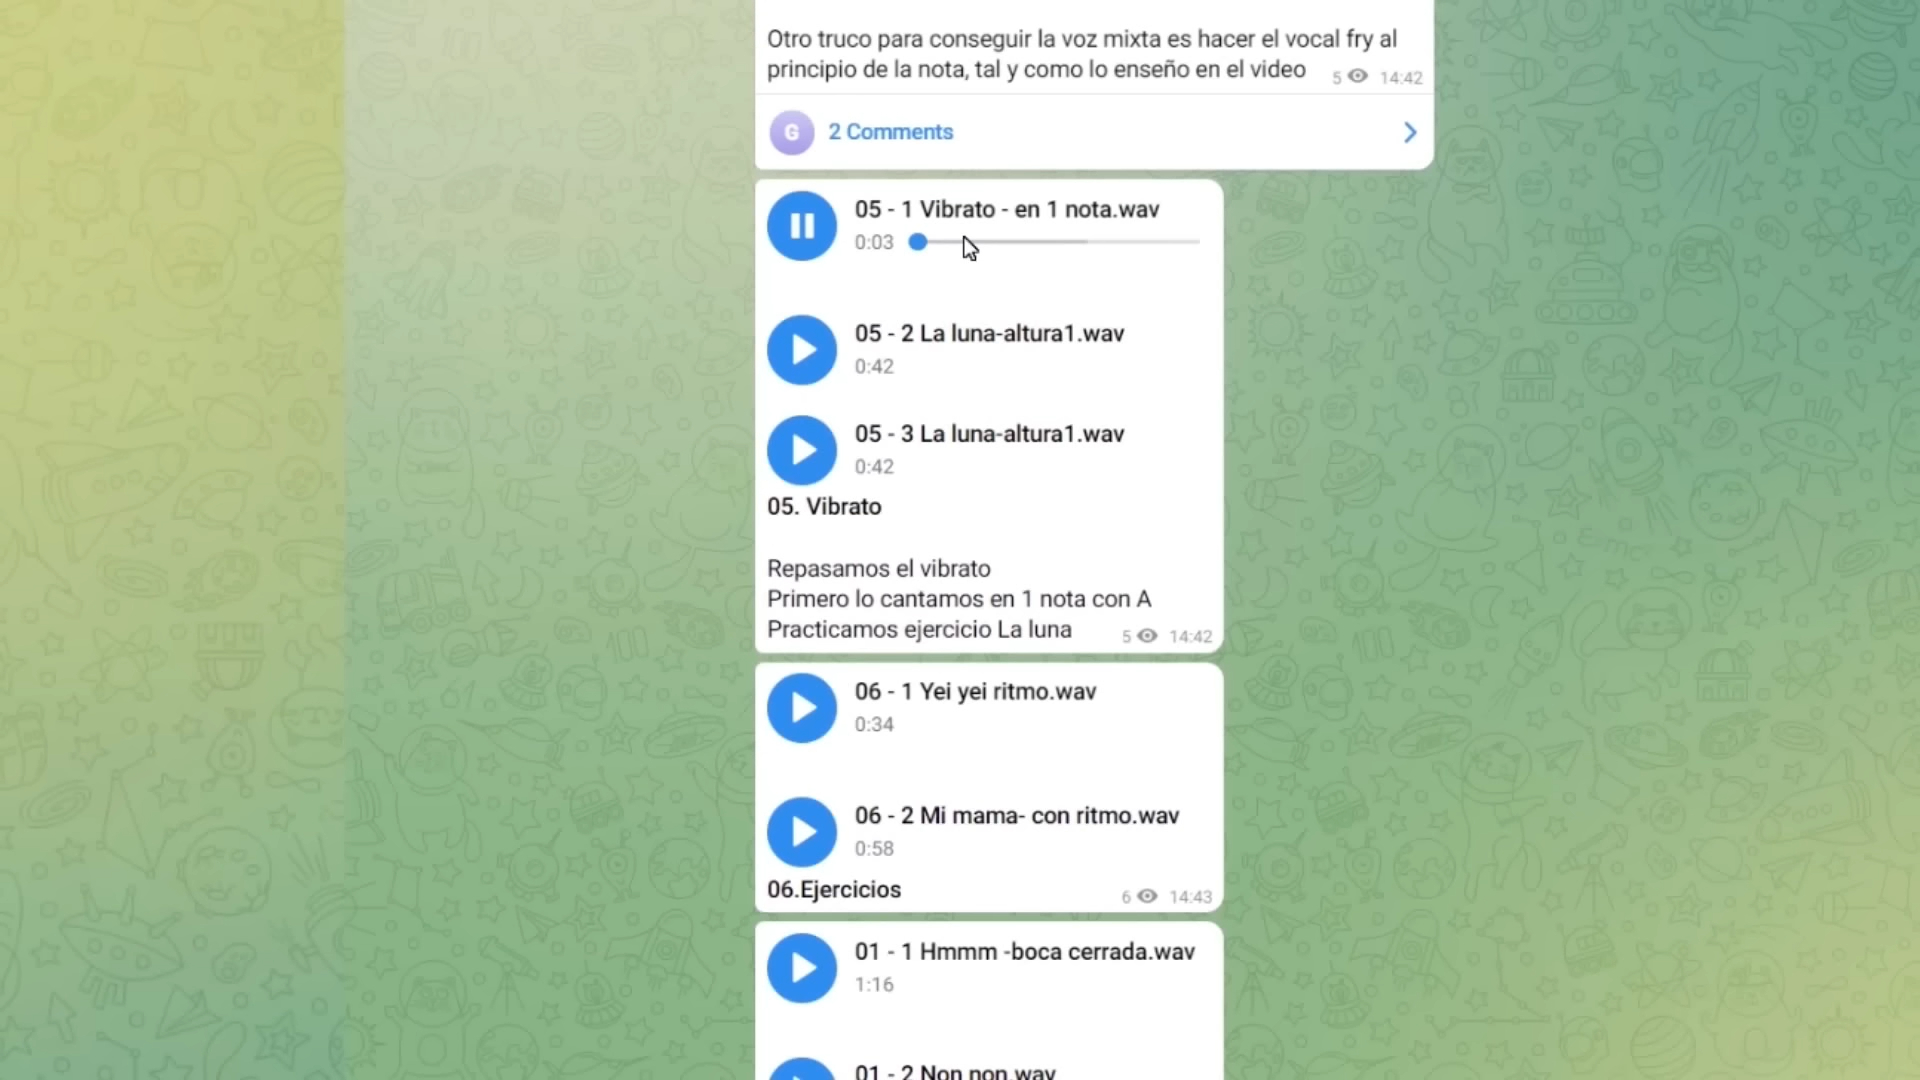 Otro truco para conseguir la voz mixta es hacer el vocal fry al
principio de la nota, tal y como lo enseño en el video
5 14:42
G 2 Comments
05 - 1 Vibrato - en 1 nota.wav
0:03
05 - 2 La luna-altura1.wav
0:42
05 - 3 La luna-altura1.wav
0:42
05. Vibrato
Repasamos el vibrato
Primero lo cantamos en 1 nota con A
Practicamos ejercicio La luna
5 14:42
06 - 1 Yei yei ritmo.wav
0:34
06 - 2 Mi mama- con ritmo.wav
0:58
06.Ejercicios
6 14:43
01 - 1 Hmmm -boca cerrada.wav
1:16
01 - 2 Non non.wav